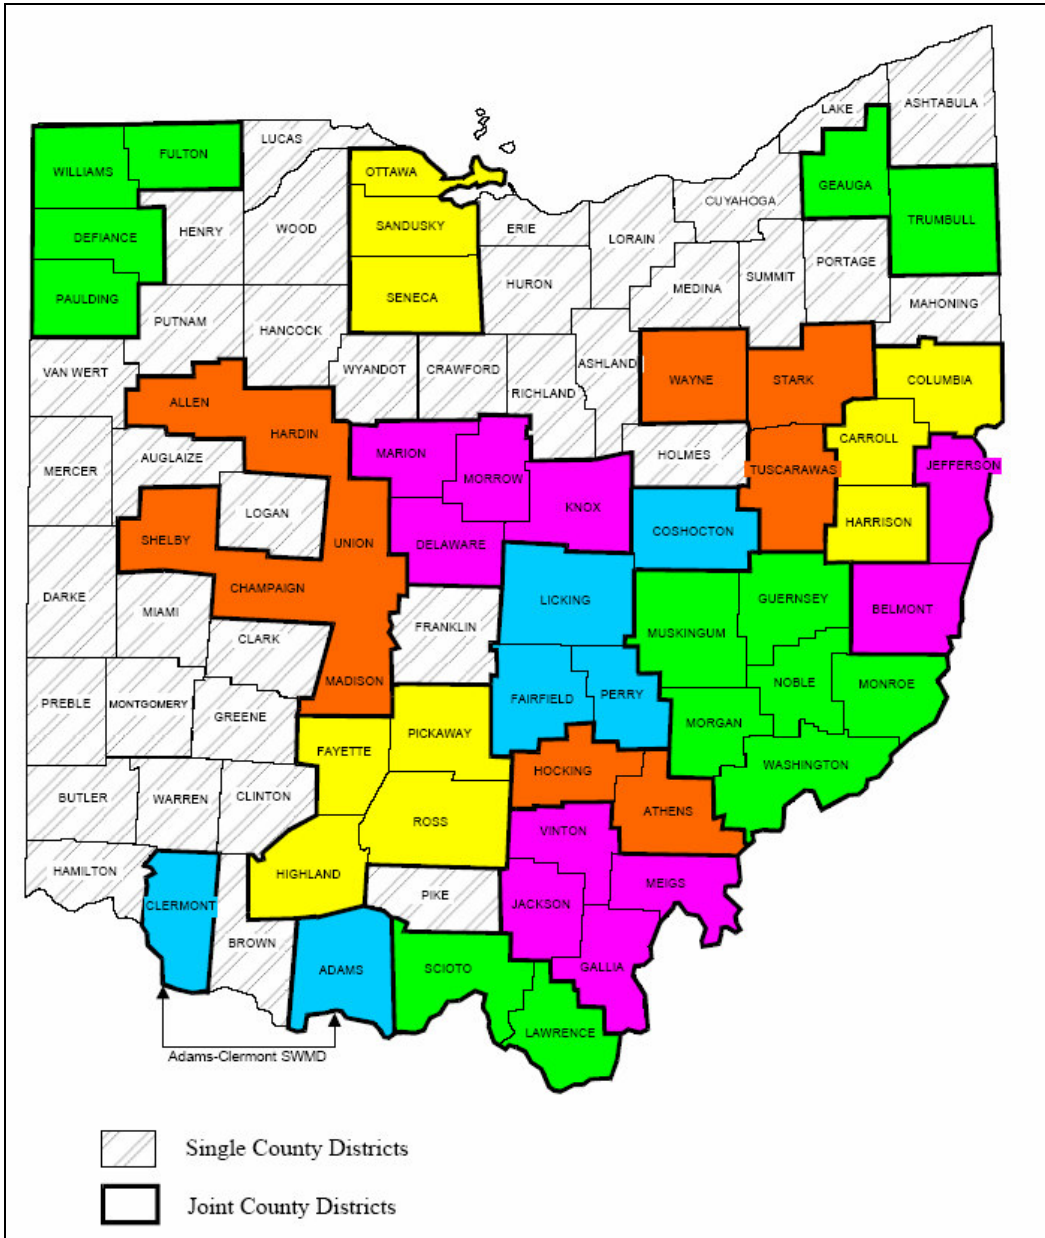 LAKE
ASHTABULA
LUCAS
FULTON
WILLIAMS
OTTAWA
GEAUGA
CUYAHOGA
TRUMBULL
SANDUSKY
ERIE
HENRY
WOOD
DEFIANCE
LORAIN
PORTAGE
SUMMIT
HURON
MEDINA
SENECA
PAULDING
MAHONING
PUTNAM
HANCOCK
ASHLAND
VAN WERT
WYANDOT
CRAWFORD
WAYNE
STARK
COLUMBIA
RICHLAND
ALLEN
HARDIN
CARROLL
MARION
HOLMES
AUGLAIZE
MERCER
TUSCARAWAS
JEFFERSON
MORROW
KNOX
LOGAN
HARRISON
COSHOCTON
SHELBY
UNION
DELAWARE
CHAMPAIGN
DARKE
LICKING
GUERNSEY
BELMONT
MIAMI
FRANKLIN
MUSKINGUM
CLARK
MADISON
NOBLE
MONROE
FAIRFIELD
PERRY
PREBLE
MONTGOMERY
GREENE
MORGAN
PICKAWAY
FAYETTE
WASHINGTON
HOCKING
BUTLER
WARREN
CLINTON
ATHENS
ROSS
VINTON
HAMILTON
HIGHLAND
MEIGS
PIKE
JACKSON
CLERMONT
BROWN
ADAMS
SCIOTO
GALLIA
LAWRENCE
Adams-Clermont SWMD
Single County Districts
Joint County Districts